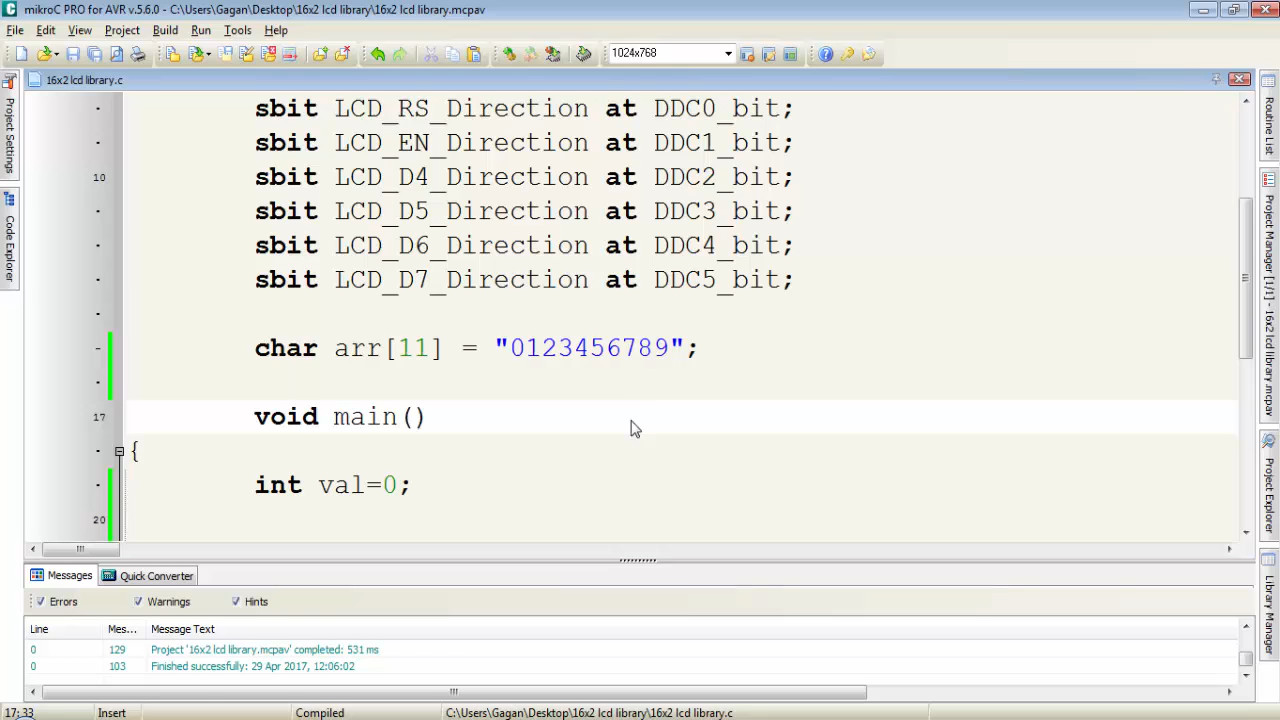 mikroC PRO for AVR v.5.6.0 - C:\Users\Gagan\Desktop\16x2 lcd library\16x2 lcd library.mcpav
File Edit View Project Build Run Tools Help
1024x768
16x2 lcd library.c
sbit LCD_RS_Direction at DDC0_bit;
sbit LCD_EN_Direction at DDC1_bit;
10 sbit LCD_D4_Direction at DDC2_bit;
sbit LCD_D5_Direction at DDC3_bit;
sbit LCD_D6_Direction at DDC4_bit;
sbit LCD_D7_Direction at DDC5_bit;
char arr[11] = "0123456789";
17 void main()
{
int val=0;
20
Project Settings
Code Explorer
Routine List
Project Manager [1/1] - 16x2 lcd library.mcpav
Project Explorer
Library Manager
Messages Quick Converter
Errors Warnings Hints
Line Mes... Message Text
0 129 Project '16x2 lcd library.mcpav' completed: 531 ms
0 103 Finished successfully: 29 Apr 2017, 12:06:02
17: 33 Insert Compiled C:\Users\Gagan\Desktop\16x2 lcd library\16x2 lcd library.c